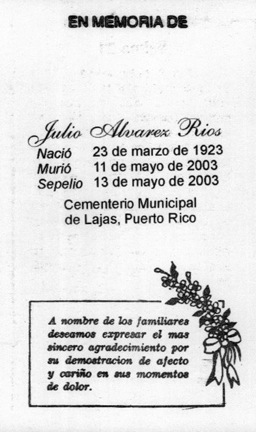 EN MEMORIA DE
Julio Alvarez Rios
Nació 23 de marzo de 1923
Murió 11 de mayo de 2003
Sepelio 13 de mayo de 2003
Cementerio Municipal
de Lajas, Puerto Rico
A nombre de los familiares
deseamos expresar el mas
sincero agradecimiento por
su demostracion de afecto
y cariño en sus momentos
de dolor.